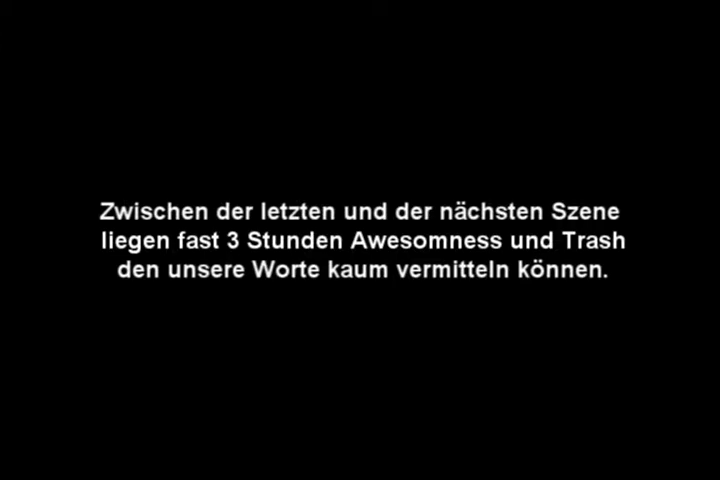 Zwischen der letzten und der nächsten Szene
liegen fast 3 Stunden Awesomness und Trash
den unsere Worte kaum vermitteln können.